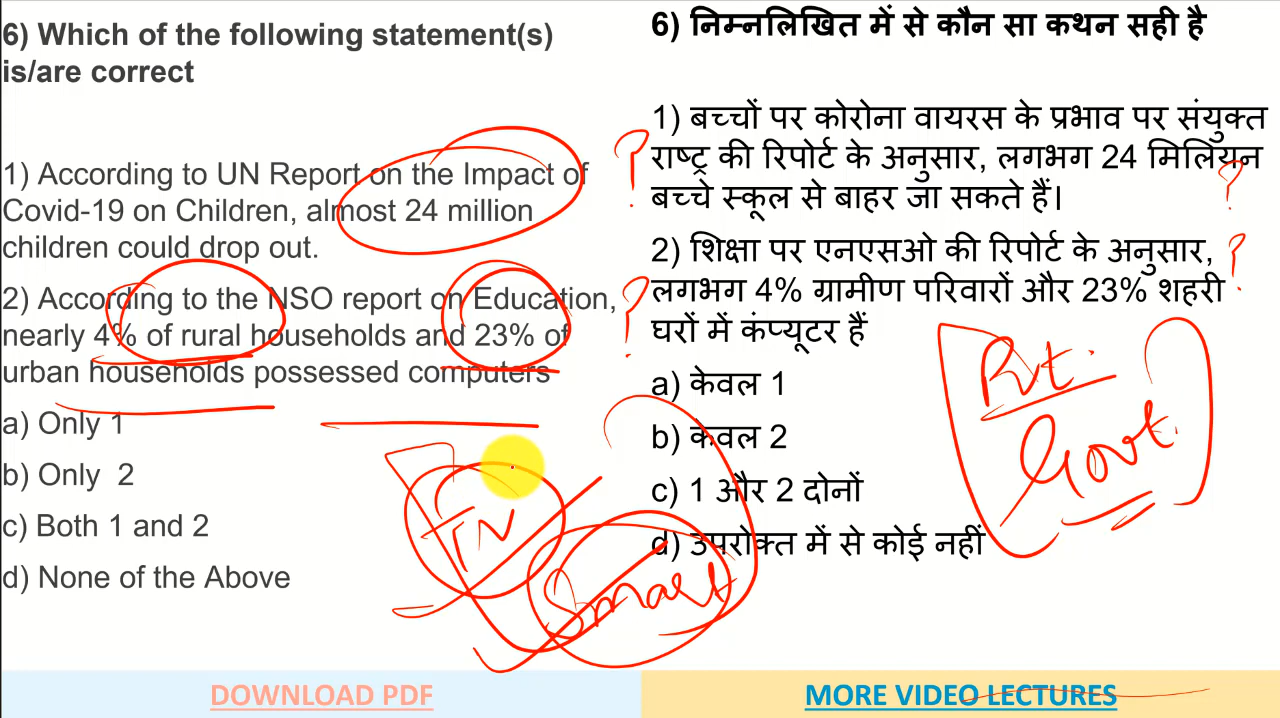 6) Which of the following statement(s)
is/are correct
1) According to UN Report on the Impact of
Covid-19 on Children, almost 24 million
children could drop out.
2) According to the NSO report on Education,
nearly 4% of rural households and 23% of
urban households possessed computers
a) Only 1
b) Only 2
c) Both 1 and 2
d) None of the Above
6) निम्नलिखित में से कौन सा कथन सही है
1) बच्चों पर कोरोना वायरस के प्रभाव पर संयुक्त
राष्ट्र की रिपोर्ट के अनुसार, लगभग 24 मिलियन
बच्चे स्कूल से बाहर जा सकते हैं।
2) शिक्षा पर एनएसओ की रिपोर्ट के अनुसार,
लगभग 4% ग्रामीण परिवारों और 23% शहरी
घरों में कंप्यूटर हैं
a) केवल 1
b) केवल 2
c) 1 और 2 दोनों
d) उपरोक्त में से कोई नहीं
?
?
?
?
Pvt.
Govt.
TN
Smart
DOWNLOAD PDF
MORE VIDEO LECTURES